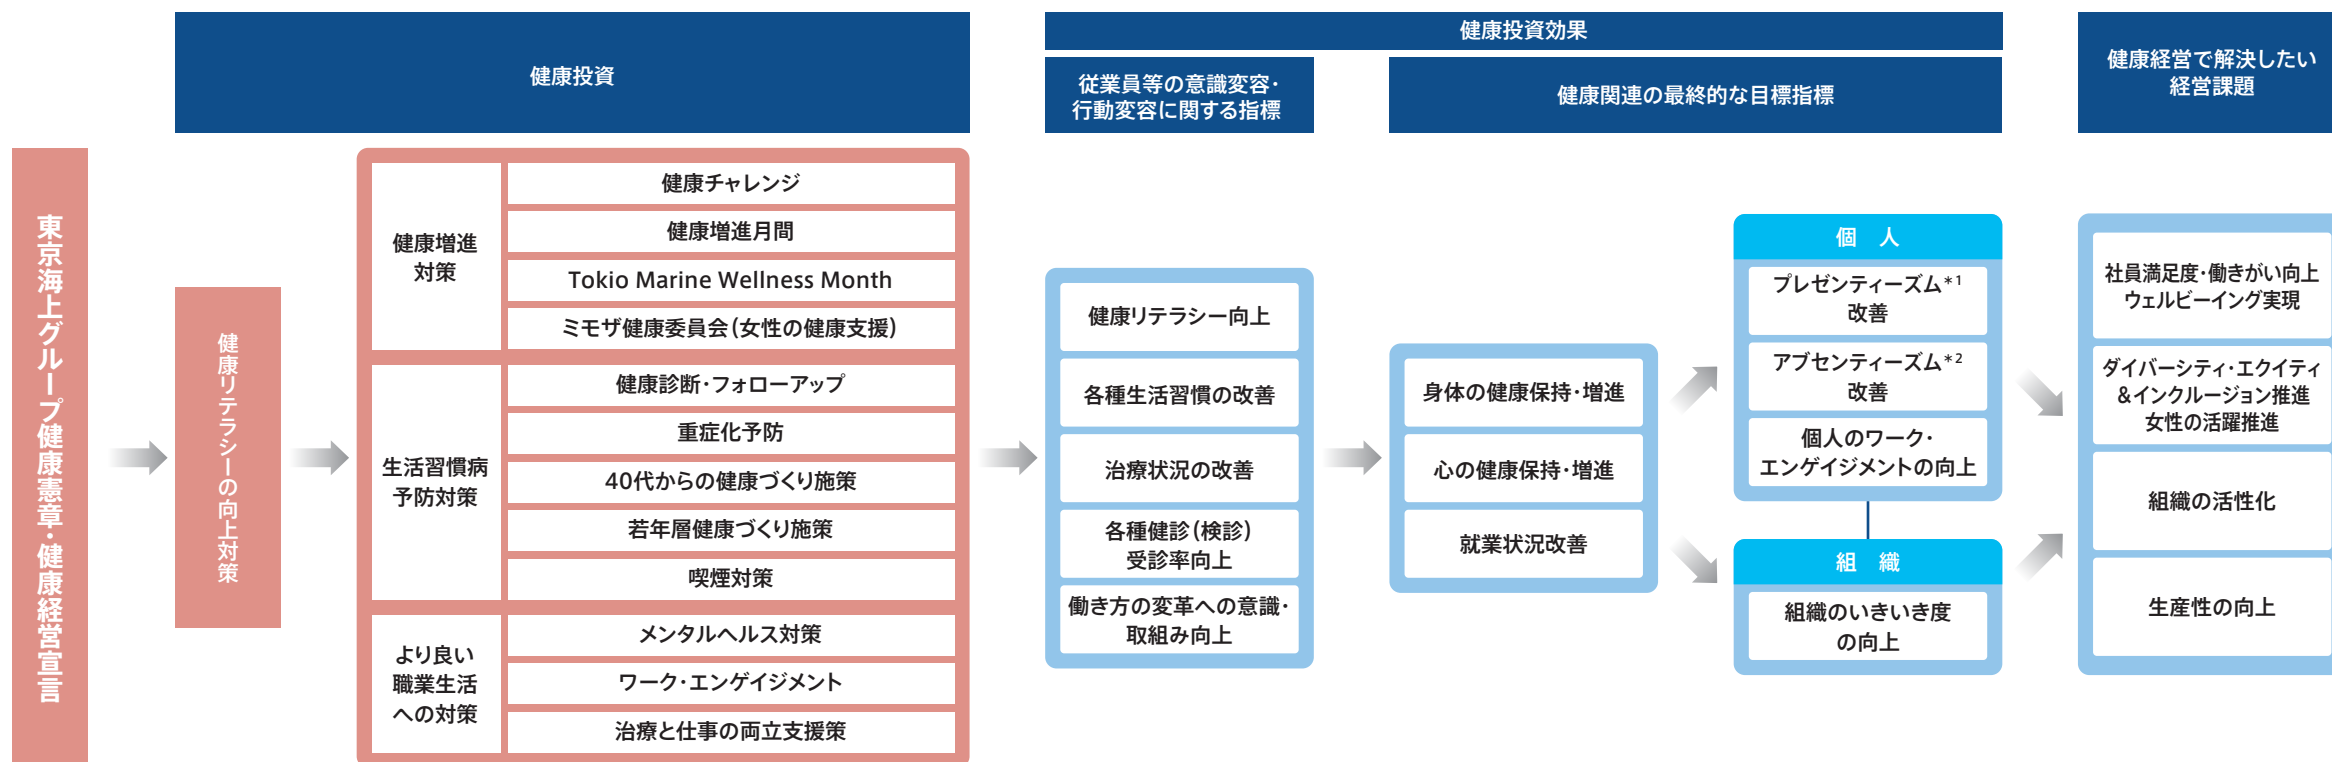 健康投資
健康投資効果
従業員等の意識変容・
行動変容に関する指標
健康関連の最終的な目標指標
健康経営で解決したい
経営課題
東京海上グループ健康憲章・健康経営宣言
健康リテラシーの向上対策
健康増進
対策
健康チャレンジ
健康増進月間
Tokio Marine Wellness Month
ミモザ健康委員会(女性の健康支援)
生活習慣病
予防対策
健康診断・フォローアップ
重症化予防
40代からの健康づくり施策
若年層健康づくり施策
喫煙対策
より良い
職業生活
への対策
メンタルヘルス対策
ワーク・エンゲイジメント
治療と仕事の両立支援策
健康リテラシー向上
各種生活習慣の改善
治療状況の改善
各種健診(検診)
受診率向上
働き方の変革への意識・
取組み向上
身体の健康保持・増進
心の健康保持・増進
就業状況改善
個 人
プレゼンティーズム*1
改善
アブセンティーズム*2
改善
個人のワーク・
エンゲイジメントの向上
組 織
組織のいきいき度
の向上
社員満足度・働きがい向上
ウェルビーイング実現
ダイバーシティ・エクイティ
&インクルージョン推進
女性の活躍推進
組織の活性化
生産性の向上